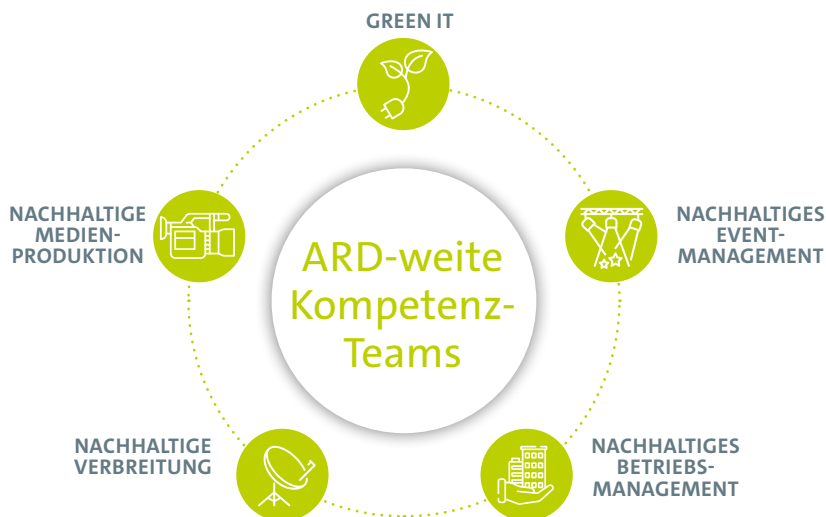 GREEN IT
NACHHALTIGE
MEDIEN-
PRODUKTION
NACHHALTIGES
EVENT-
MANAGEMENT
ARD-weite
Kompetenz-
Teams
NACHHALTIGE
VERBREITUNG
NACHHALTIGES
BETRIEBS-
MANAGEMENT